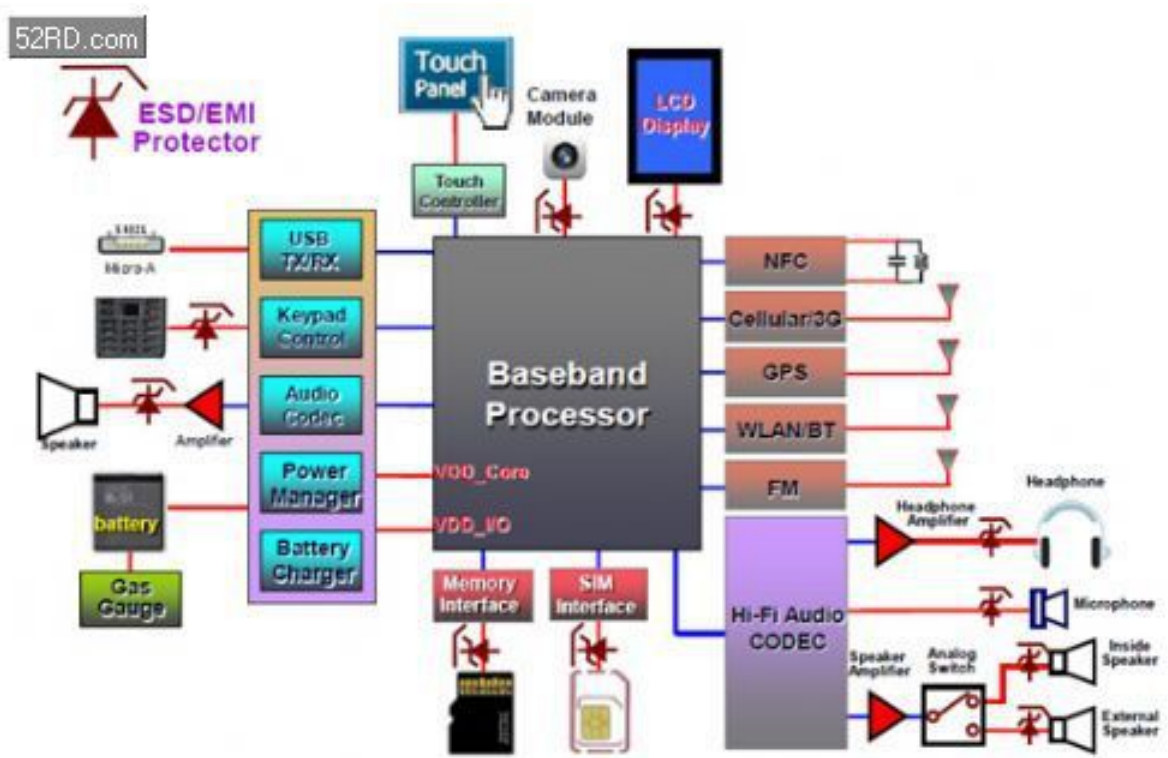 52RD.com
ESD/EMI
Protector
Touch
Panel
Camera
Module
LCD
Display
Touch
Controller
USB
TX/RX
Micro-A
Keypad
Control
Audio
Codec
Speaker
Amplifier
Power
Manager
battery
Battery
Charger
Gas
Gauge
Baseband
Processor
VDD_Core
VDD_I/O
NFC
Cellular/3G
GPS
WLAN/BT
FM
Memory
Interface
SIM
Interface
Hi-Fi Audio
CODEC
Headphone
Amplifier
Headphone
Microphone
Speaker
Amplifier
Analog
Switch
Inside
Speaker
External
Speaker